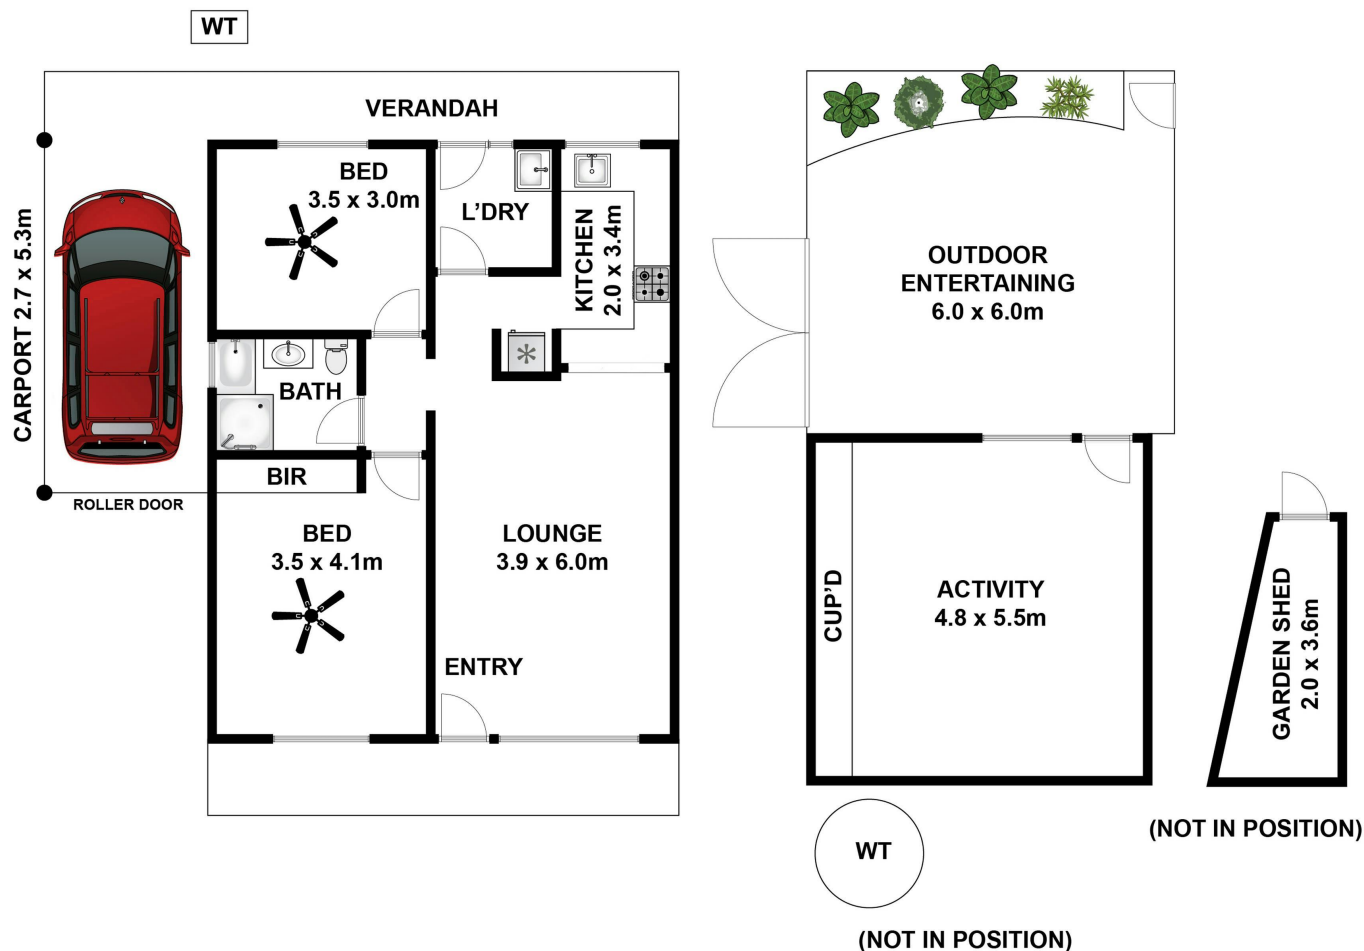 WT
VERANDAH
BED
3.5 x 3.0m
L'DRY
KITCHEN
2.0 x 3.4m
CARPORT 2.7 x 5.3m
BATH
BIR
ROLLER DOOR
BED
3.5 x 4.1m
LOUNGE
3.9 x 6.0m
ENTRY
OUTDOOR
ENTERTAINING
6.0 x 6.0m
CUP'D
ACTIVITY
4.8 x 5.5m
GARDEN SHED
2.0 x 3.6m
(NOT IN POSITION)
WT
(NOT IN POSITION)